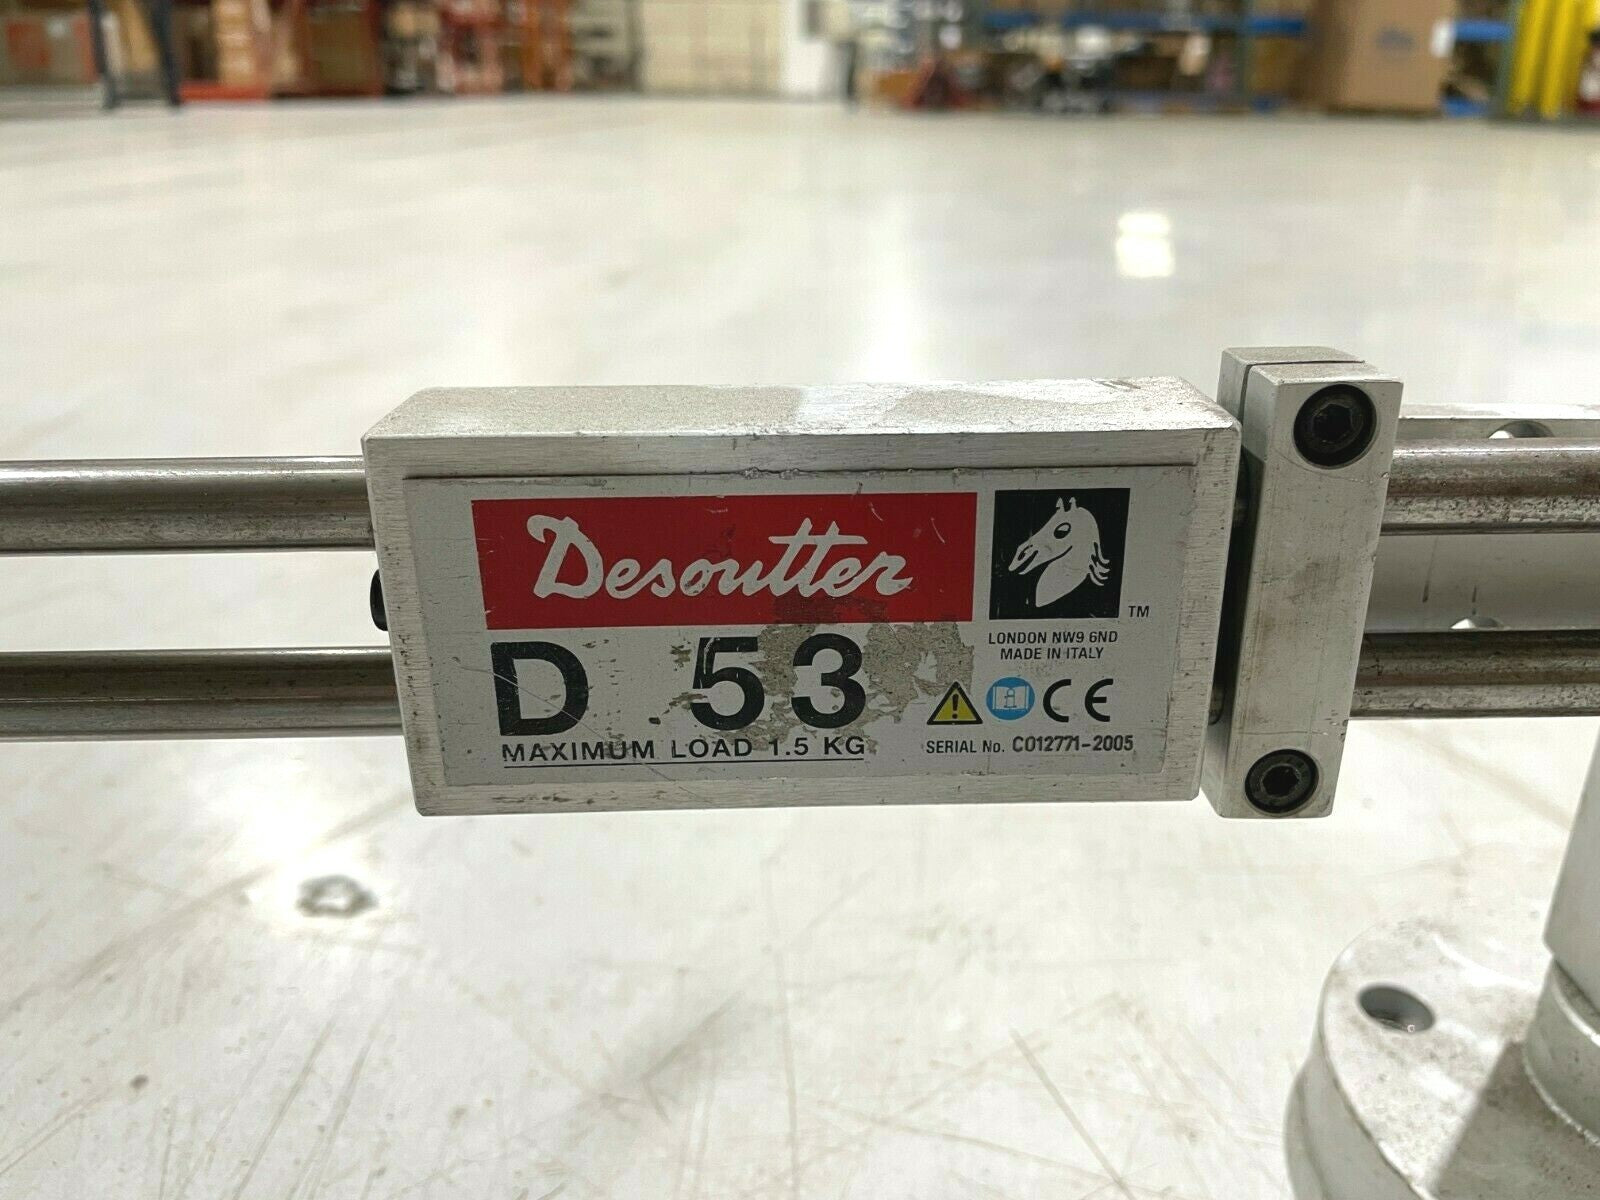 Desoutter
TM
LONDON NW9 6ND
MADE IN ITALY
D 53
MAXIMUM LOAD 1.5 KG
CE
SERIAL No. C012771-2005